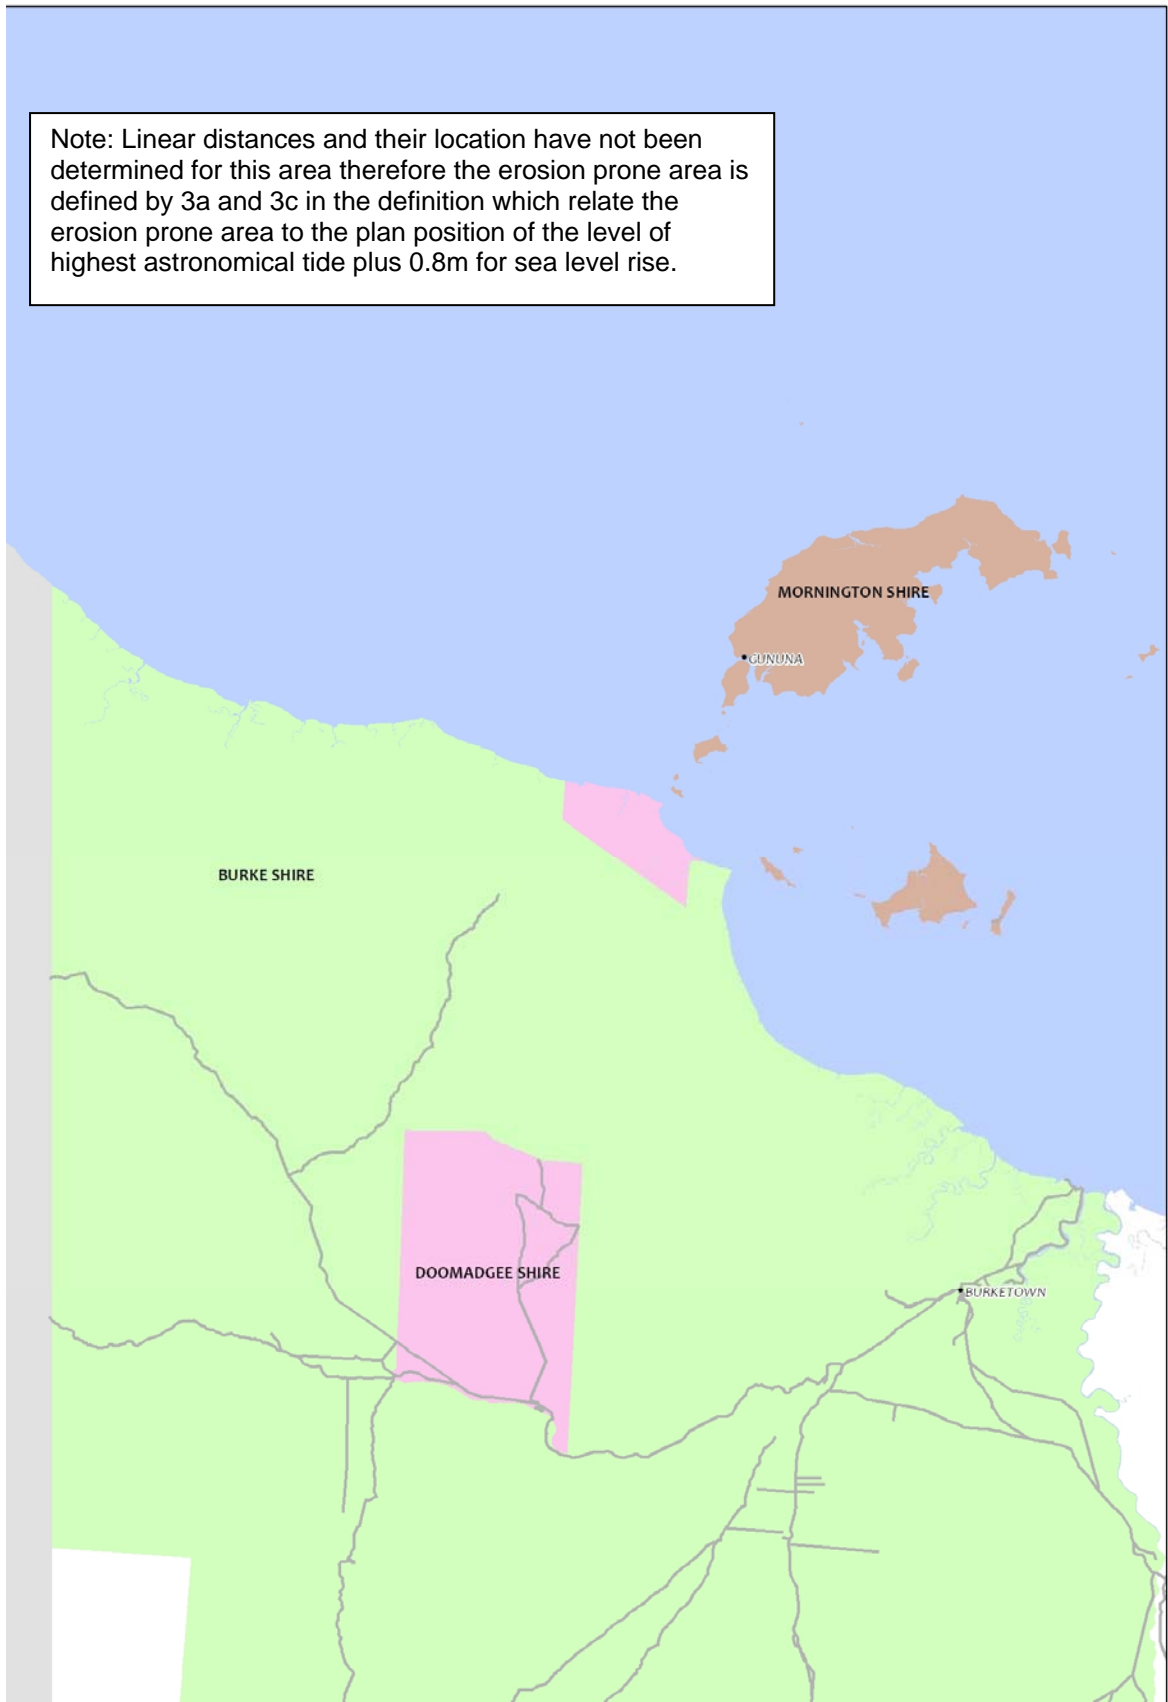 Note: Linear distances and their location have not been
determined for this area therefore the erosion prone area is
defined by 3a and 3c in the definition which relate the
erosion prone area to the plan position of the level of
highest astronomical tide plus 0.8m for sea level rise.
MORNINGTON SHIRE
GUNUNA
BURKE SHIRE
DOOMADGEE SHIRE
BURKETOWN